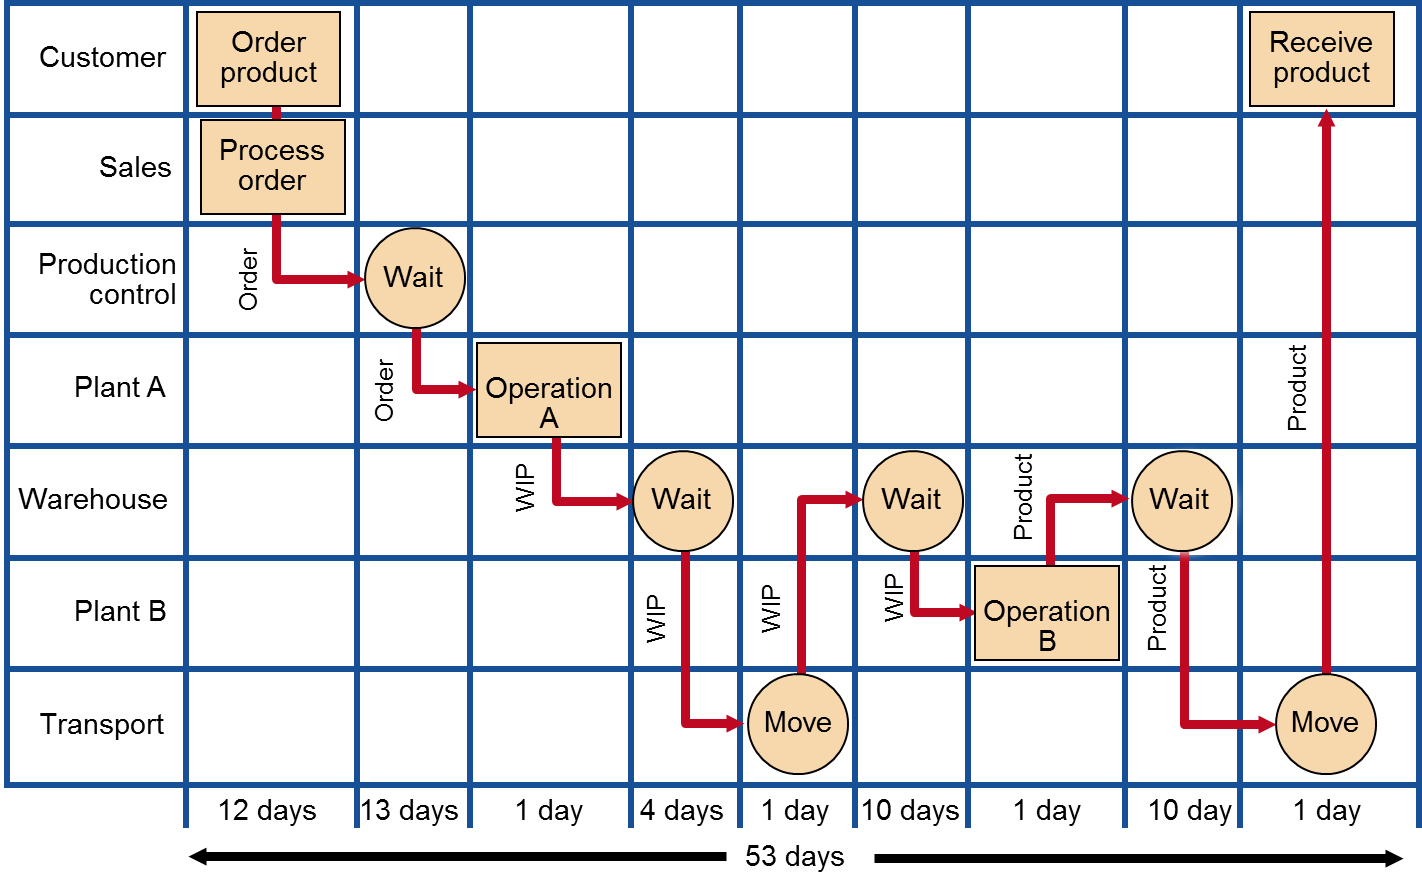 Customer
Order
product
Receive
product
Sales
Process
order
Production
control
Order
Wait
Plant A
Order
Operation
A
Product
Warehouse
WIP
Wait
Wait
Product
Wait
Plant B
WIP
WIP
WIP
Operation
B
Product
Transport
Move
Move
12 days
13 days
1 day
4 days
1 day
10 days
1 day
10 day
1 day
53 days